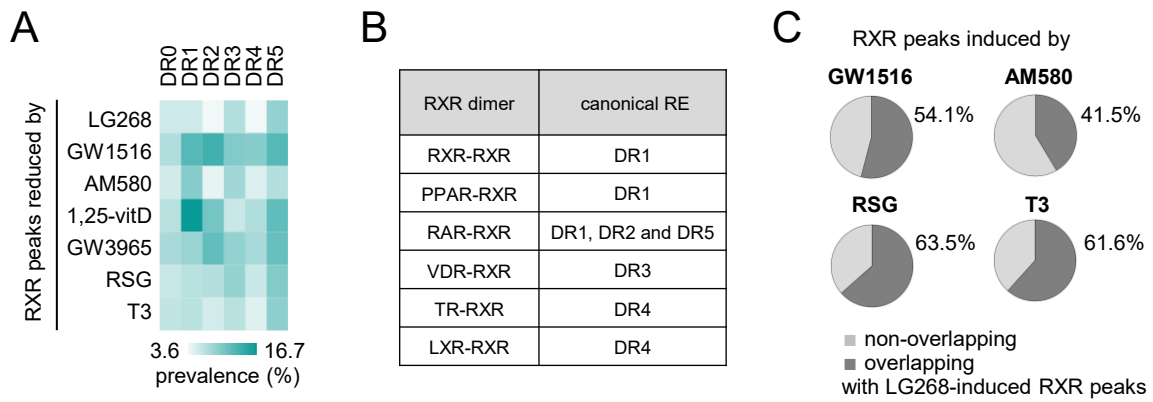 A
DR0 DR1 DR2 DR3 DR4 DR5
RXR peaks reduced by
LG268
GW1516
AM580
1,25-vitD
GW3965
RSG
T3
3.6 16.7
prevalence (%)
B
RXR dimer canonical RE
RXR-RXR DR1
PPAR-RXR DR1
RAR-RXR DR1, DR2 and DR5
VDR-RXR DR3
TR-RXR DR4
LXR-RXR DR4
C
RXR peaks induced by
GW1516 AM580
54.1% 41.5%
RSG T3
63.5% 61.6%
non-overlapping
overlapping
with LG268-induced RXR peaks